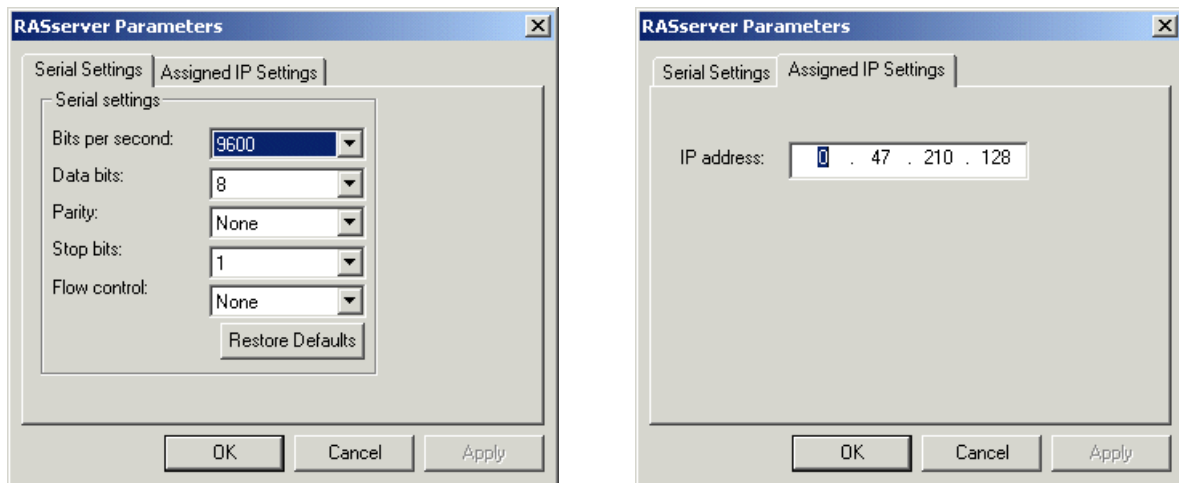 RASserver Parameters
Serial Settings
Assigned IP Settings
Serial settings
Bits per second:
9600
Data bits:
8
Parity:
None
Stop bits:
1
Flow control:
None
Restore Defaults
OK
Cancel
Apply
RASserver Parameters
Serial Settings
Assigned IP Settings
IP address:
0 . 47 . 210 . 128
OK
Cancel
Apply